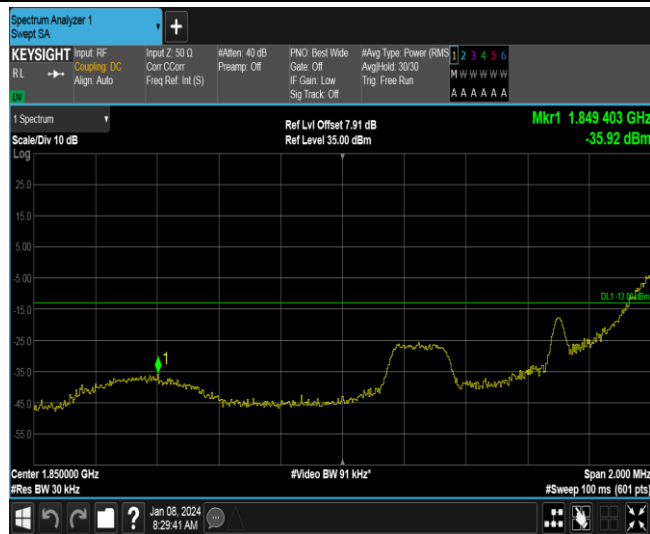 Spectrum Analyzer 1
Swept SA
+
KEYSIGHT Input: RF Input Z: 50 Ω #Atten: 40 dB PNO: Best Wide #Avg Type: Power (RMS 1 2 3 4 5 6
RL Coupling: DC Corr CCorr Preamp: Off Gate: Off Avg|Hold: 30/30 M W W W W W
Align: Auto Freq Ref: Int (S) IF Gain: Low Trig: Free Run
Sig Track: Off A A A A A A
1 Spectrum Ref Lvl Offset 7.91 dB Mkr1 1.849 403 GHz
Scale/Div 10 dB Ref Level 35.00 dBm -35.92 dBm
Log
25.0
15.0
5.00
-5.00
DL1 -13.00 dBm
-15.0
-25.0
1
-35.0
-45.0
-55.0
Center 1.850000 GHz #Video BW 91 kHz* Span 2.000 MHz
#Res BW 30 kHz #Sweep 100 ms (601 pts)
? Jan 08, 2024
8:29:41 AM